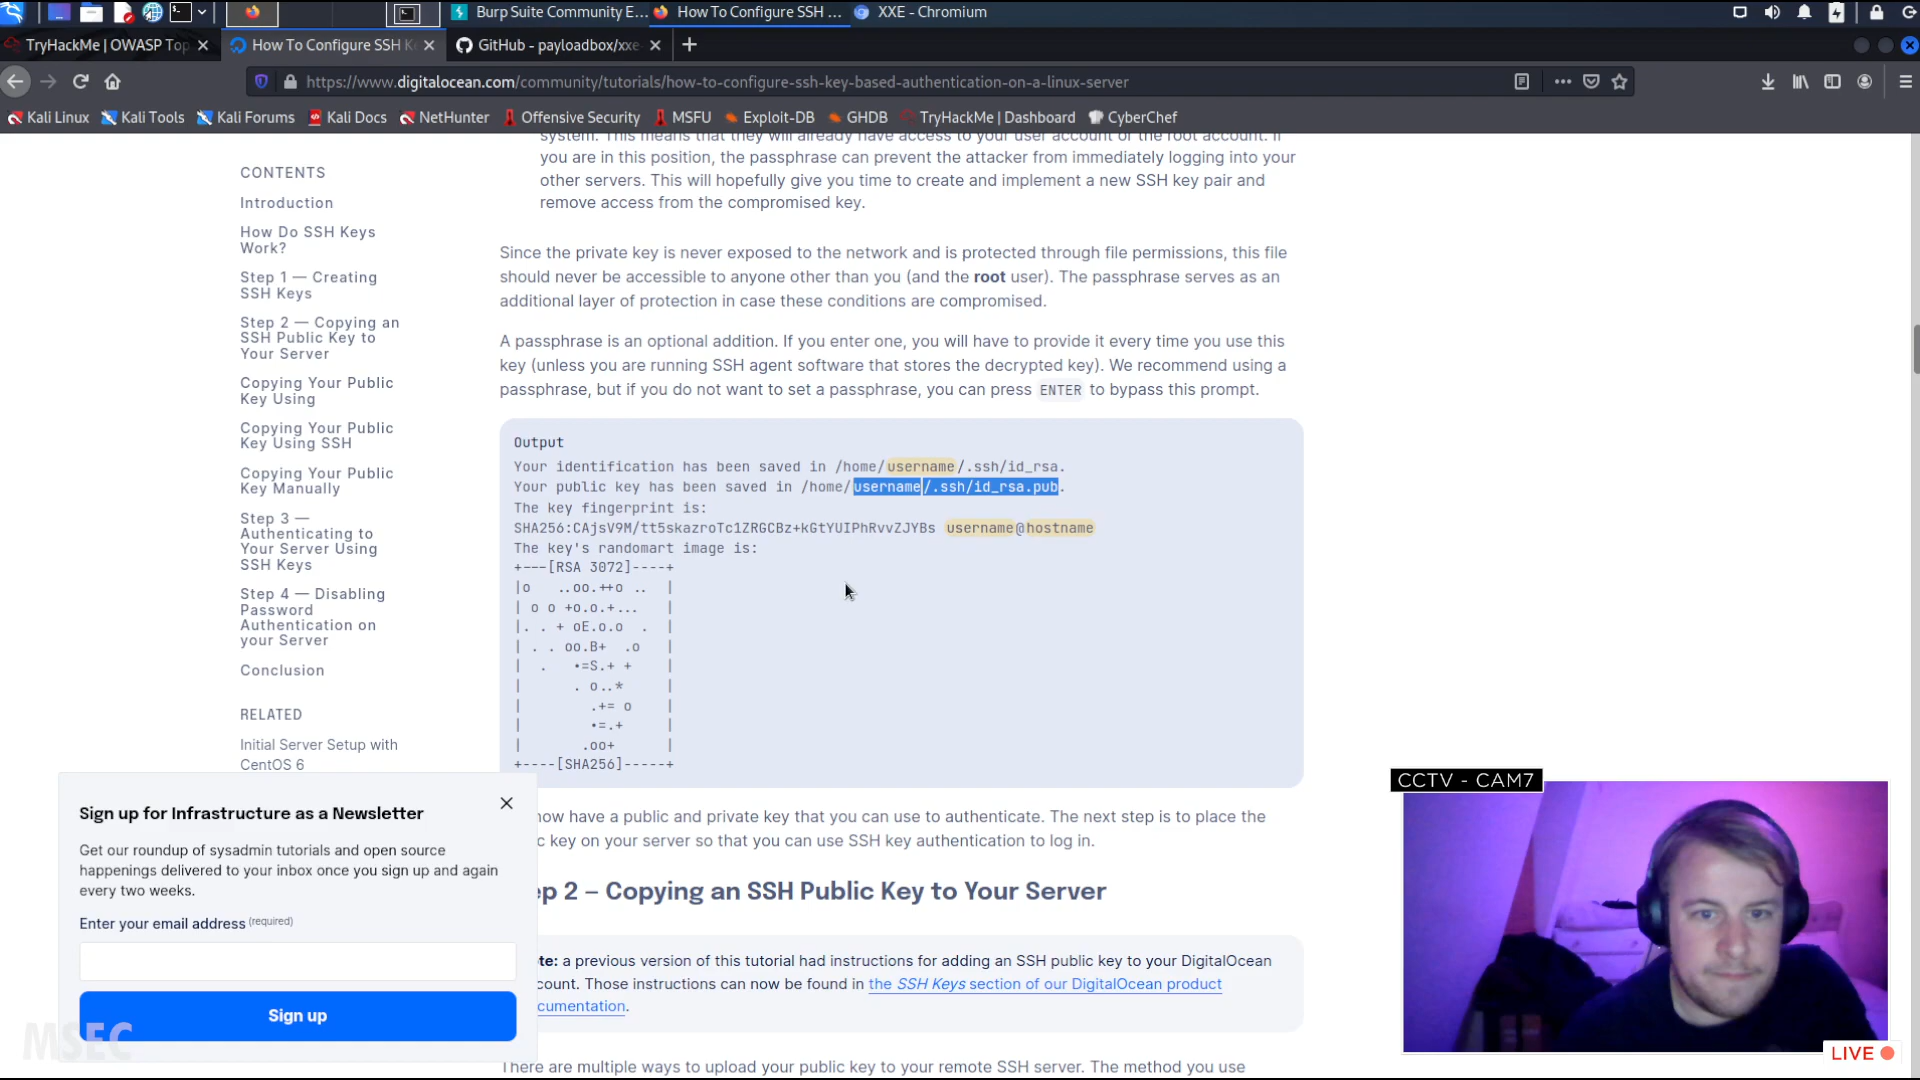 Burp Suite Community E...
How To Configure SSH ...
XXE - Chromium
TryHackMe | OWASP Top
How To Configure SSH Ke
GitHub - payloadbox/xxe
https://www.digitalocean.com/community/tutorials/how-to-configure-ssh-key-based-authentication-on-a-linux-server
Kali Linux
Kali Tools
Kali Forums
Kali Docs
NetHunter
Offensive Security
MSFU
Exploit-DB
GHDB
TryHackMe | Dashboard
CyberChef
CONTENTS
Introduction
How Do SSH Keys
Work?
Step 1 — Creating
SSH Keys
Step 2 — Copying an
SSH Public Key to
Your Server
Copying Your Public
Key Using
Copying Your Public
Key Using SSH
Copying Your Public
Key Manually
Step 3 —
Authenticating to
Your Server Using
SSH Keys
Step 4 — Disabling
Password
Authentication on
your Server
Conclusion
RELATED
Initial Server Setup with
CentOS 6
system. This means that they will already have access to your user account or the root account. If
you are in this position, the passphrase can prevent the attacker from immediately logging into your
other servers. This will hopefully give you time to create and implement a new SSH key pair and
remove access from the compromised key.
Since the private key is never exposed to the network and is protected through file permissions, this file
should never be accessible to anyone other than you (and the root user). The passphrase serves as an
additional layer of protection in case these conditions are compromised.
A passphrase is an optional addition. If you enter one, you will have to provide it every time you use this
key (unless you are running SSH agent software that stores the decrypted key). We recommend using a
passphrase, but if you do not want to set a passphrase, you can press ENTER to bypass this prompt.
Output
Your identification has been saved in /home/username/.ssh/id_rsa.
Your public key has been saved in /home/username/.ssh/id_rsa.pub.
The key fingerprint is:
SHA256:CAjsV9M/tt5skazroTc1ZRGCBz+kGtYUIPhRvvZJYBs username@hostname
The key's randomart image is:
+---[RSA 3072]----+
|o   ..oo.++o ..  |
| o o +o.o.+...   |
|. . + oE.o.o  .  |
| . . oo.B+  .o   |
|  .   •=S.+ +    |
|     . o..*      |
|       .+= o     |
|       •=.+      |
|       .oo+      |
+----[SHA256]-----+
now have a public and private key that you can use to authenticate. The next step is to place the
c key on your server so that you can use SSH key authentication to log in.
ep 2 – Copying an SSH Public Key to Your Server
te: a previous version of this tutorial had instructions for adding an SSH public key to your DigitalOcean
count. Those instructions can now be found in the SSH Keys section of our DigitalOcean product
cumentation.
There are multiple ways to upload your public key to your remote SSH server. The method you use
Sign up for Infrastructure as a Newsletter
Get our roundup of sysadmin tutorials and open source
happenings delivered to your inbox once you sign up and again
every two weeks.
Enter your email address (required)
Sign up
MSEC
CCTV - CAM7
LIVE